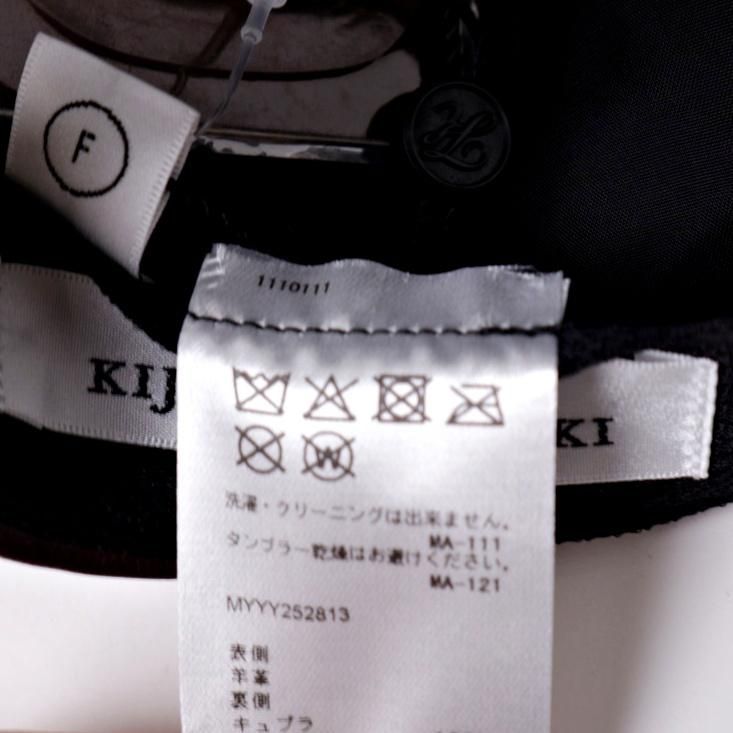 F
1110111
KIJ
KI
W
洗濯・クリーニングは出来ません。
MA-111
タンブラー乾燥はお避けください。
MA-121
MYYY252813
表側
羊革
裏側
キュプラ